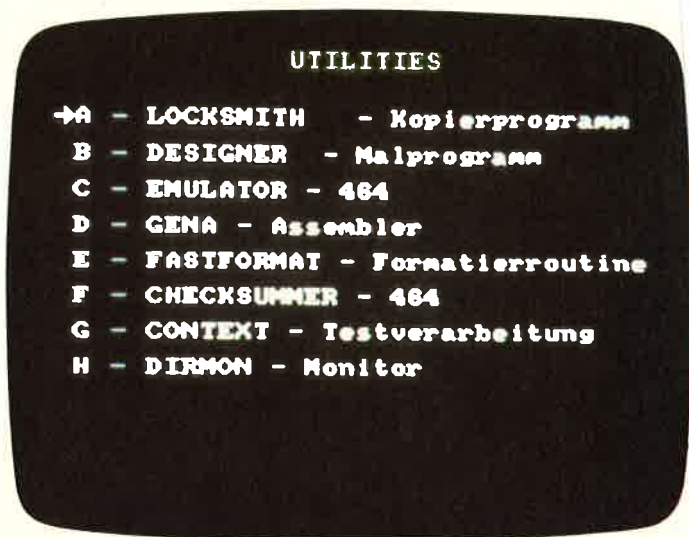 UTILITIES
→A - LOCKSMITH - Kopierprogramm
B - DESIGNER - Malprogramm
C - EMULATOR - 464
D - GENA - Assembler
E - FASTFORMAT - Formatierroutine
F - CHECKSUMMER - 464
G - CONTEXT - Testverarbeitung
H - DIRMON - Monitor